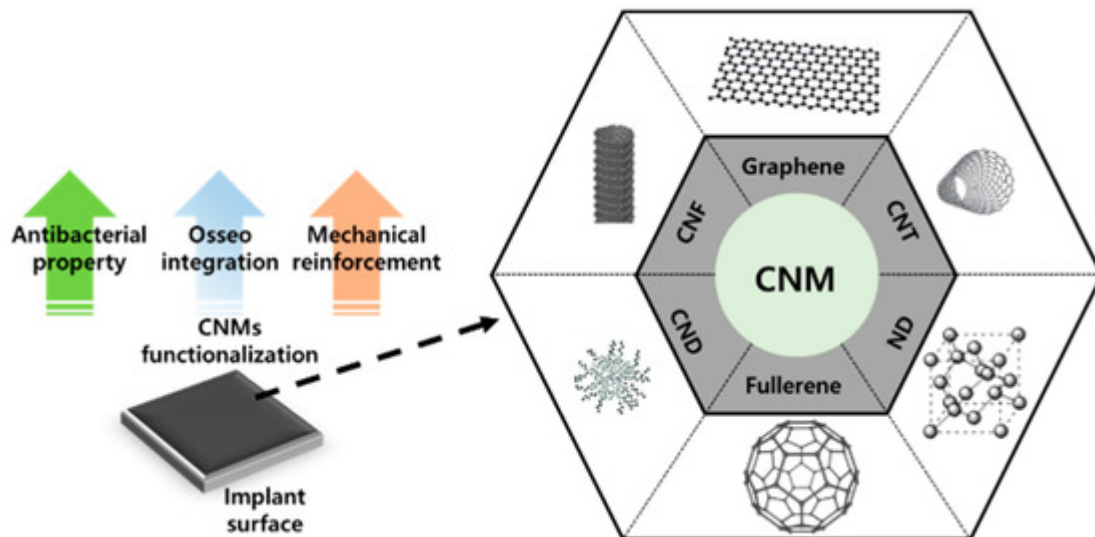 Antibacterial
property
Osseo
integration
Mechanical
reinforcement
CNMs
functionalization
Implant
surface
Graphene
CNF
CNT
CNM
CND
ND
Fullerene